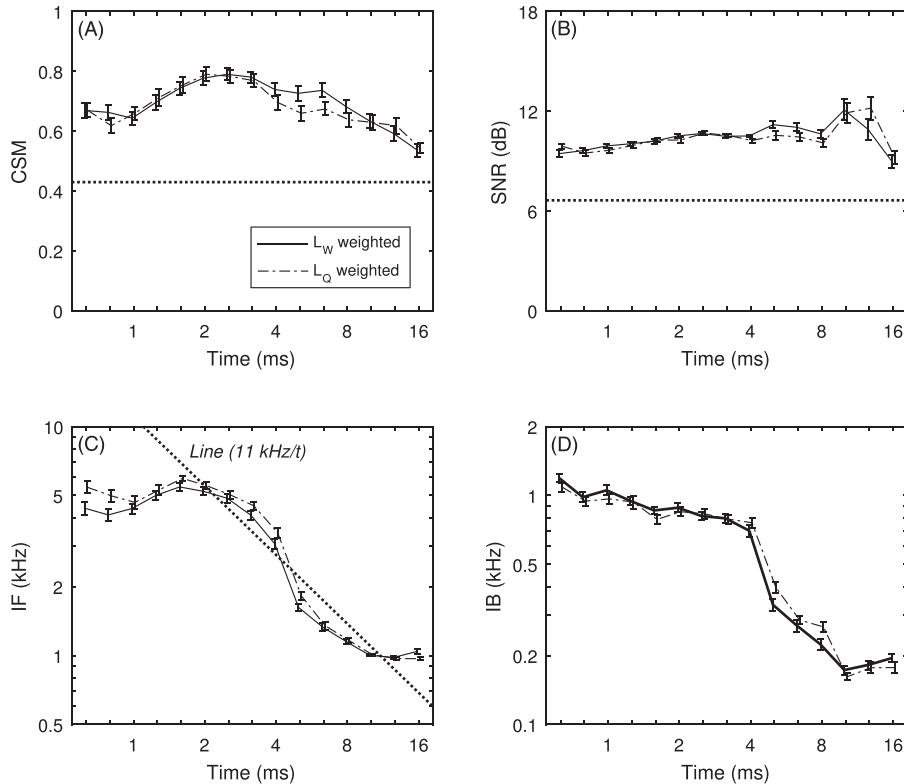 (A)
1
0.8
0.6
0.4
0.2
0
CSM
L_W weighted
L_Q weighted
1 2 4 8 16
Time (ms)
(B)
18
12
6
0
SNR (dB)
1 2 4 8 16
Time (ms)
(C)
10
5
2
1
0.5
IF (kHz)
Line (11 kHz/t)
1 2 4 8 16
Time (ms)
(D)
2
1
0.5
0.2
0.1
IB (kHz)
1 2 4 8 16
Time (ms)